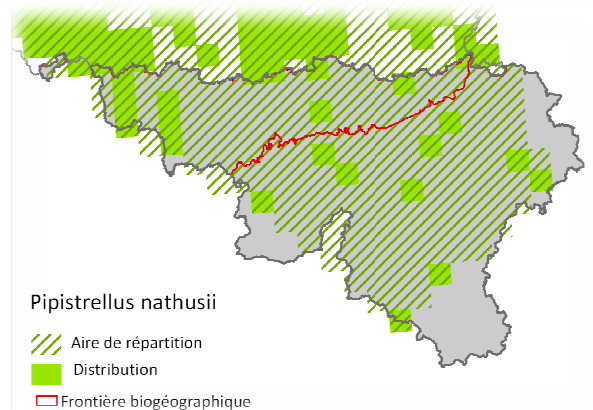 Pipistrellus nathusii
Aire de répartition
Distribution
Frontière biogéographique